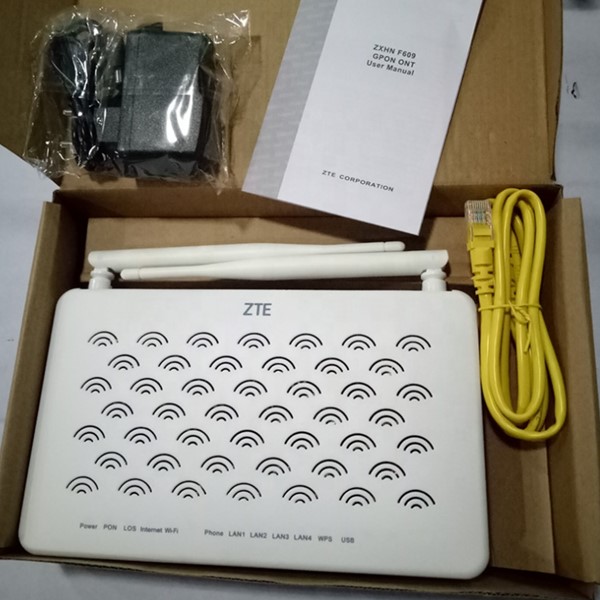 ZXHN F609
GPON ONT
User Manual
ZTE CORPORATION
ZTE
Power PON LOS Internet Wi-Fi Phone LAN1 LAN2 LAN3 LAN4 WPS USB